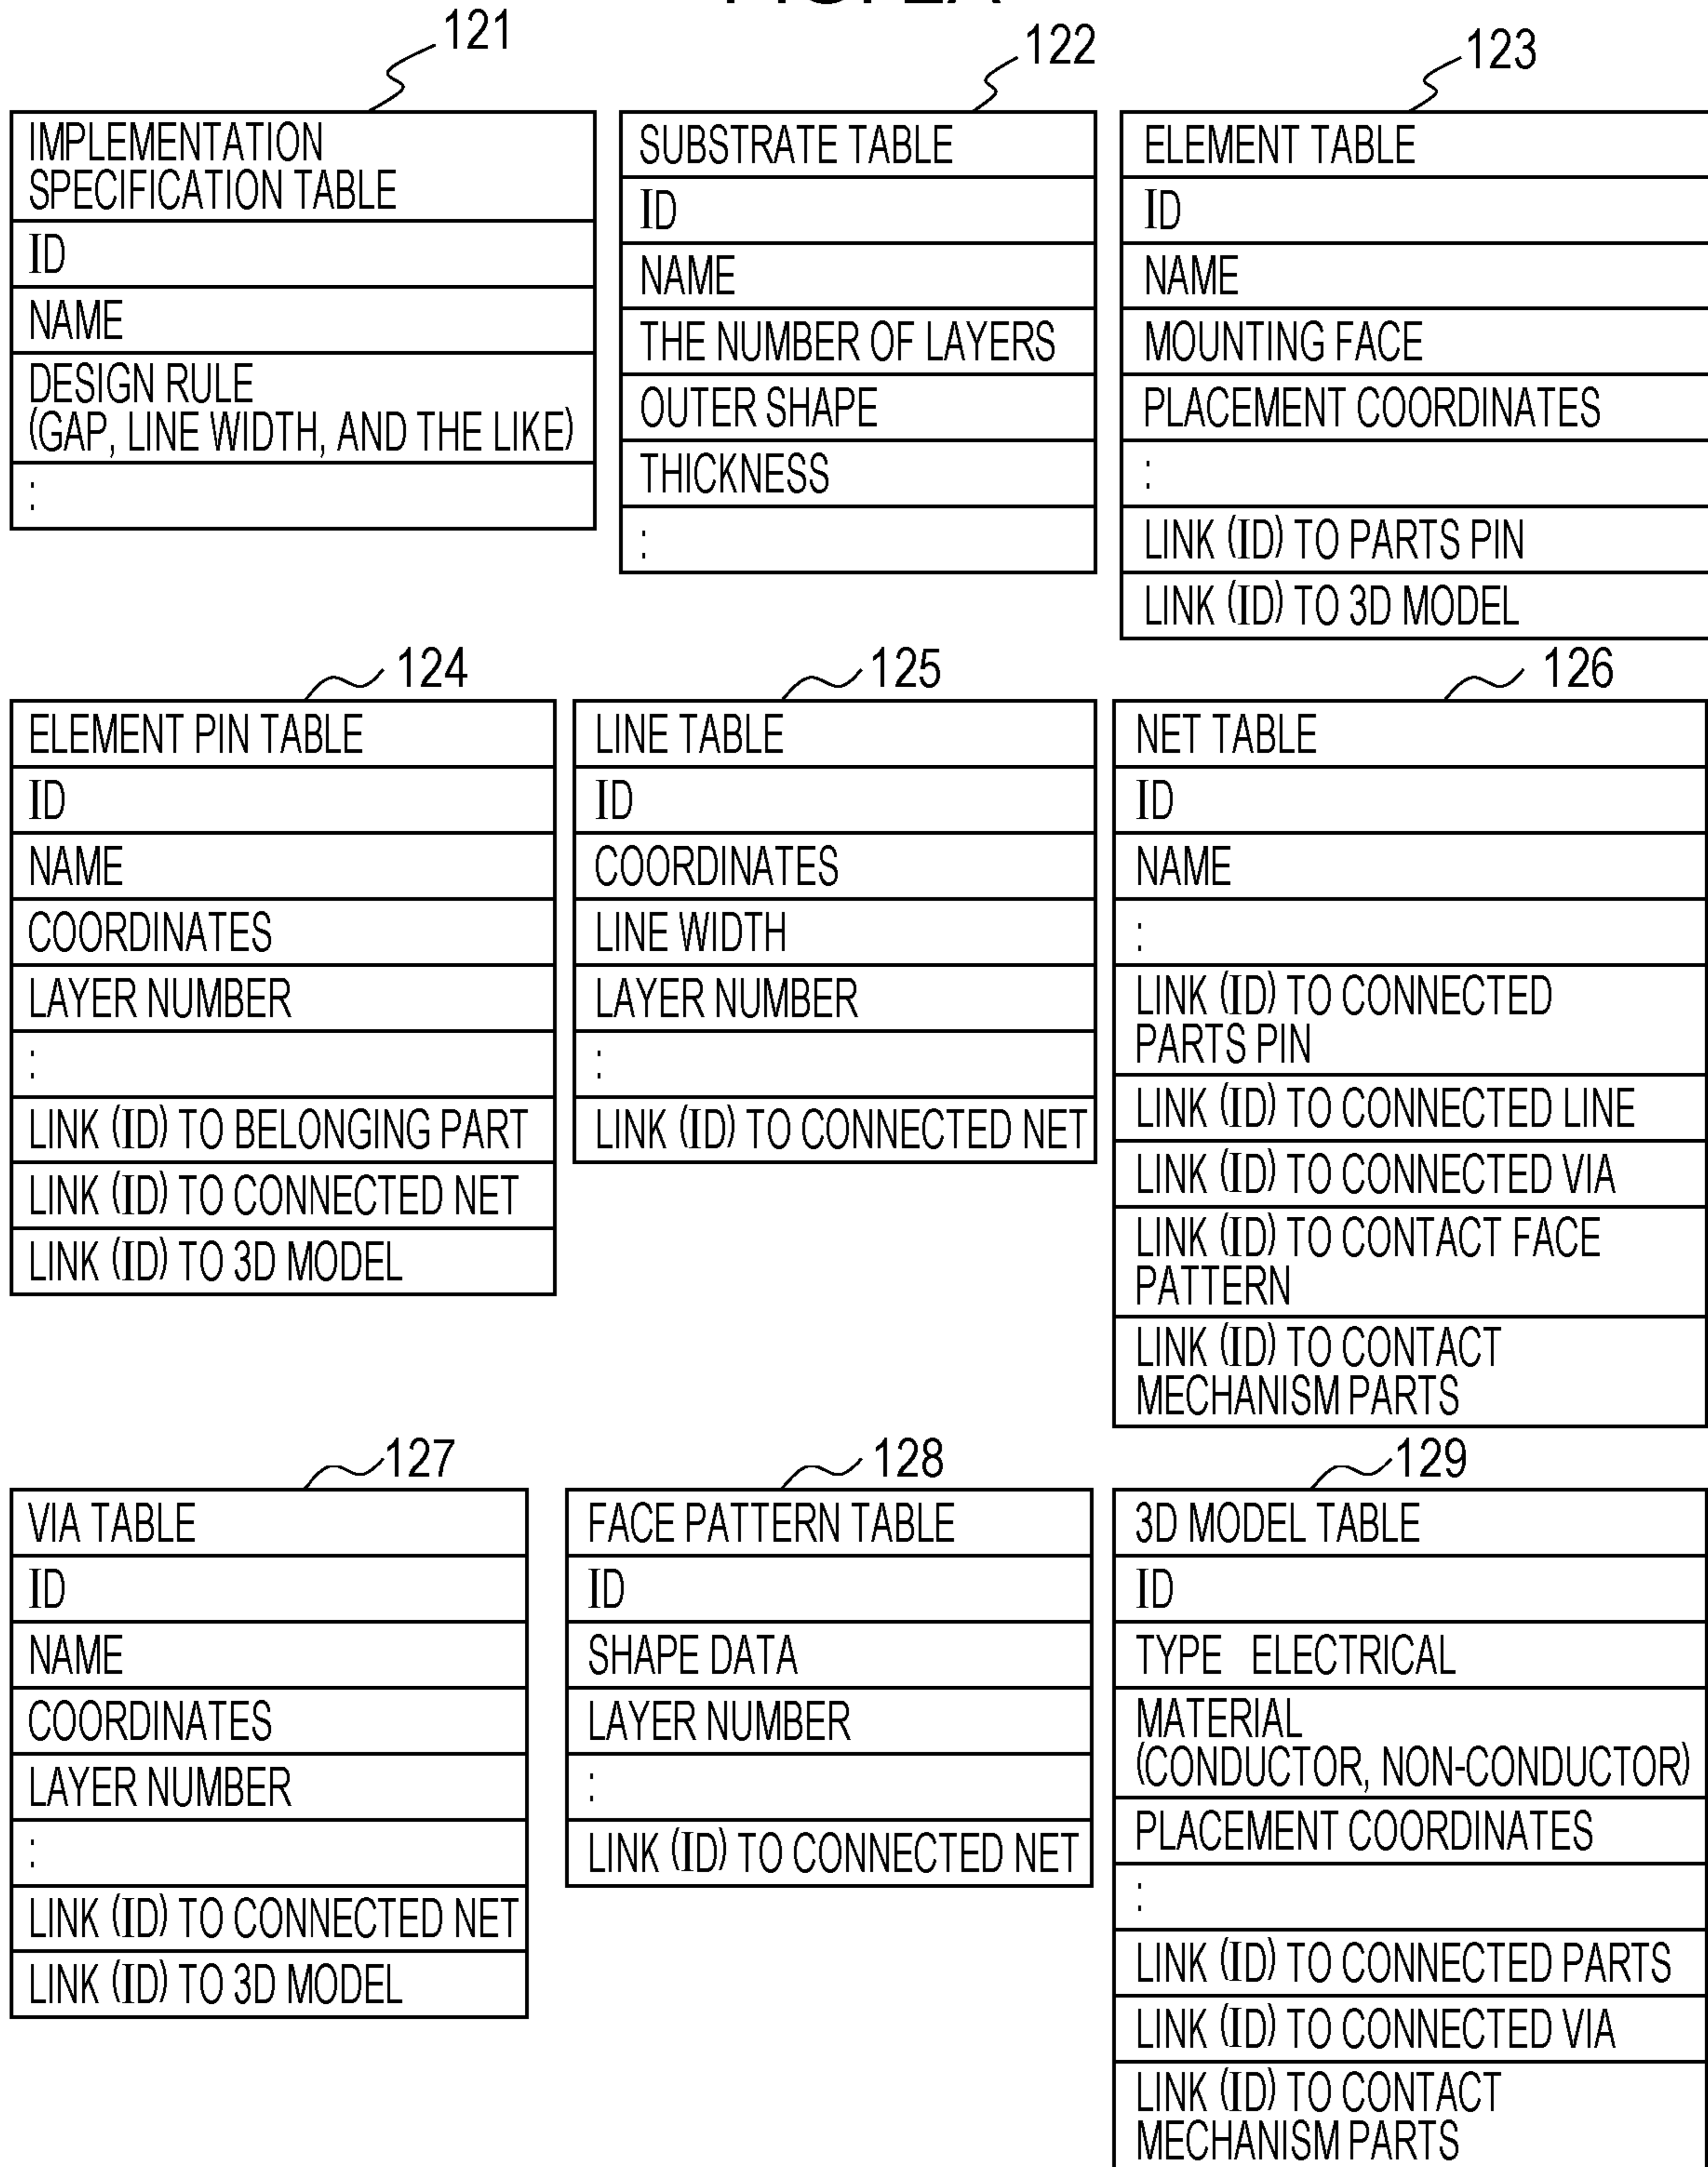 121
IMPLEMENTATION
SPECIFICATION TABLE
ID
NAME
DESIGN RULE
(GAP, LINE WIDTH, AND THE LIKE)
:
122
SUBSTRATE TABLE
ID
NAME
THE NUMBER OF LAYERS
OUTER SHAPE
THICKNESS
:
123
ELEMENT TABLE
ID
NAME
MOUNTING FACE
PLACEMENT COORDINATES
:
LINK (ID) TO PARTS PIN
LINK (ID) TO 3D MODEL
124
ELEMENT PIN TABLE
ID
NAME
COORDINATES
LAYER NUMBER
:
LINK (ID) TO BELONGING PART
LINK (ID) TO CONNECTED NET
LINK (ID) TO 3D MODEL
125
LINE TABLE
ID
COORDINATES
LINE WIDTH
LAYER NUMBER
:
LINK (ID) TO CONNECTED NET
126
NET TABLE
ID
NAME
:
LINK (ID) TO CONNECTED
PARTS PIN
LINK (ID) TO CONNECTED LINE
LINK (ID) TO CONNECTED VIA
LINK (ID) TO CONTACT FACE
PATTERN
LINK (ID) TO CONTACT
MECHANISM PARTS
127
VIA TABLE
ID
NAME
COORDINATES
LAYER NUMBER
:
LINK (ID) TO CONNECTED NET
LINK (ID) TO 3D MODEL
128
FACE PATTERN TABLE
ID
SHAPE DATA
LAYER NUMBER
:
LINK (ID) TO CONNECTED NET
129
3D MODEL TABLE
ID
TYPE ELECTRICAL
MATERIAL
(CONDUCTOR, NON-CONDUCTOR)
PLACEMENT COORDINATES
:
LINK (ID) TO CONNECTED PARTS
LINK (ID) TO CONNECTED VIA
LINK (ID) TO CONTACT
MECHANISM PARTS